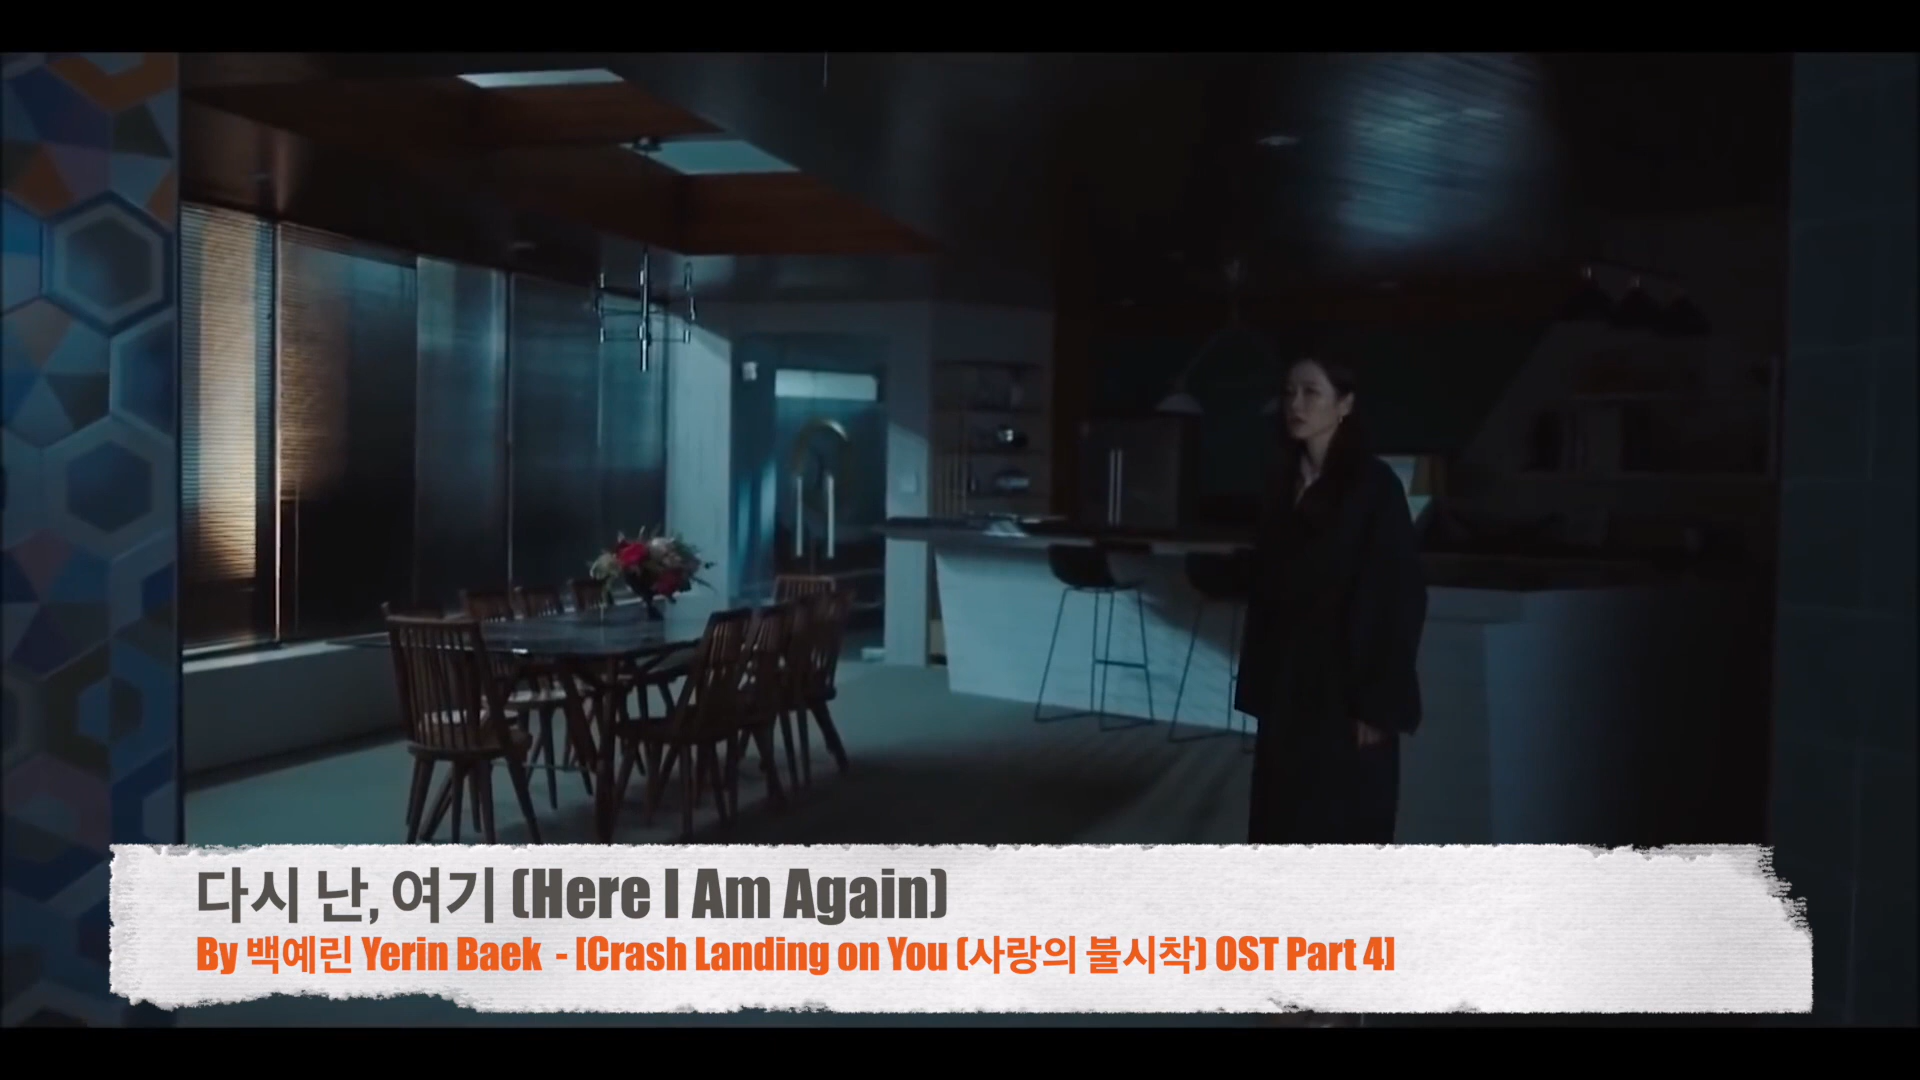 다시 난, 여기 (Here I Am Again)
By 백예린 Yerin Baek - [Crash Landing on You (사랑의 불시착) OST Part 4]